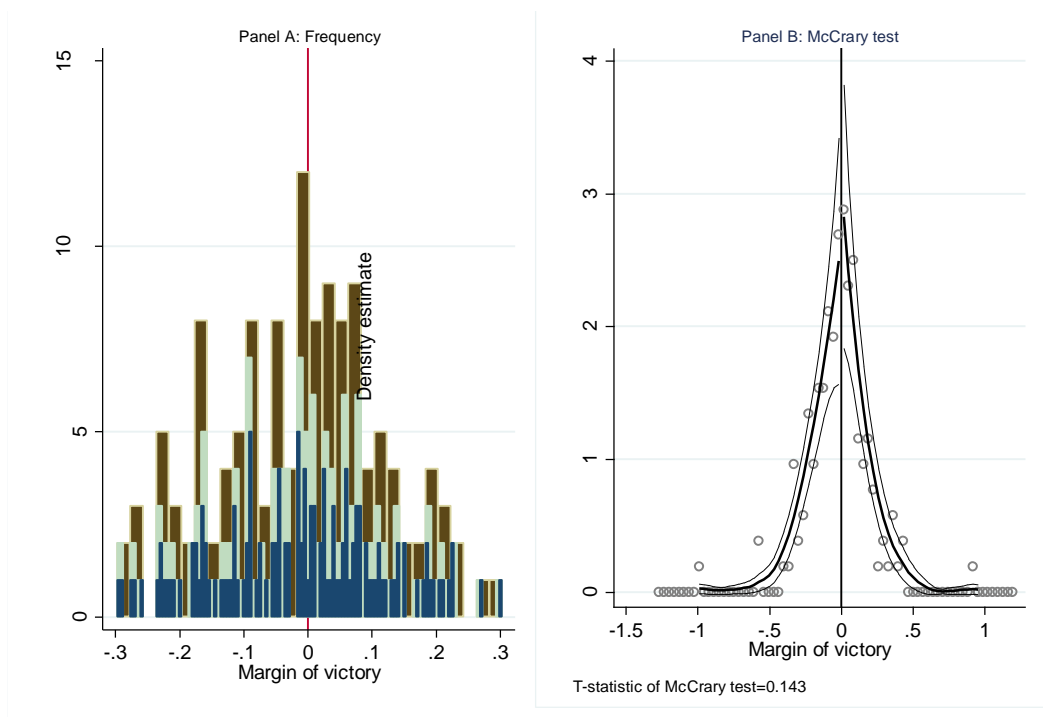 Panel A: Frequency
15
10
5
0
-.3 -.2 -.1 0 .1 .2 .3
Margin of victory
Density estimate
Panel B: McCrary test
4
3
2
1
0
-1.5 -1 -.5 0 .5 1
Margin of victory
T-statistic of McCrary test=0.143